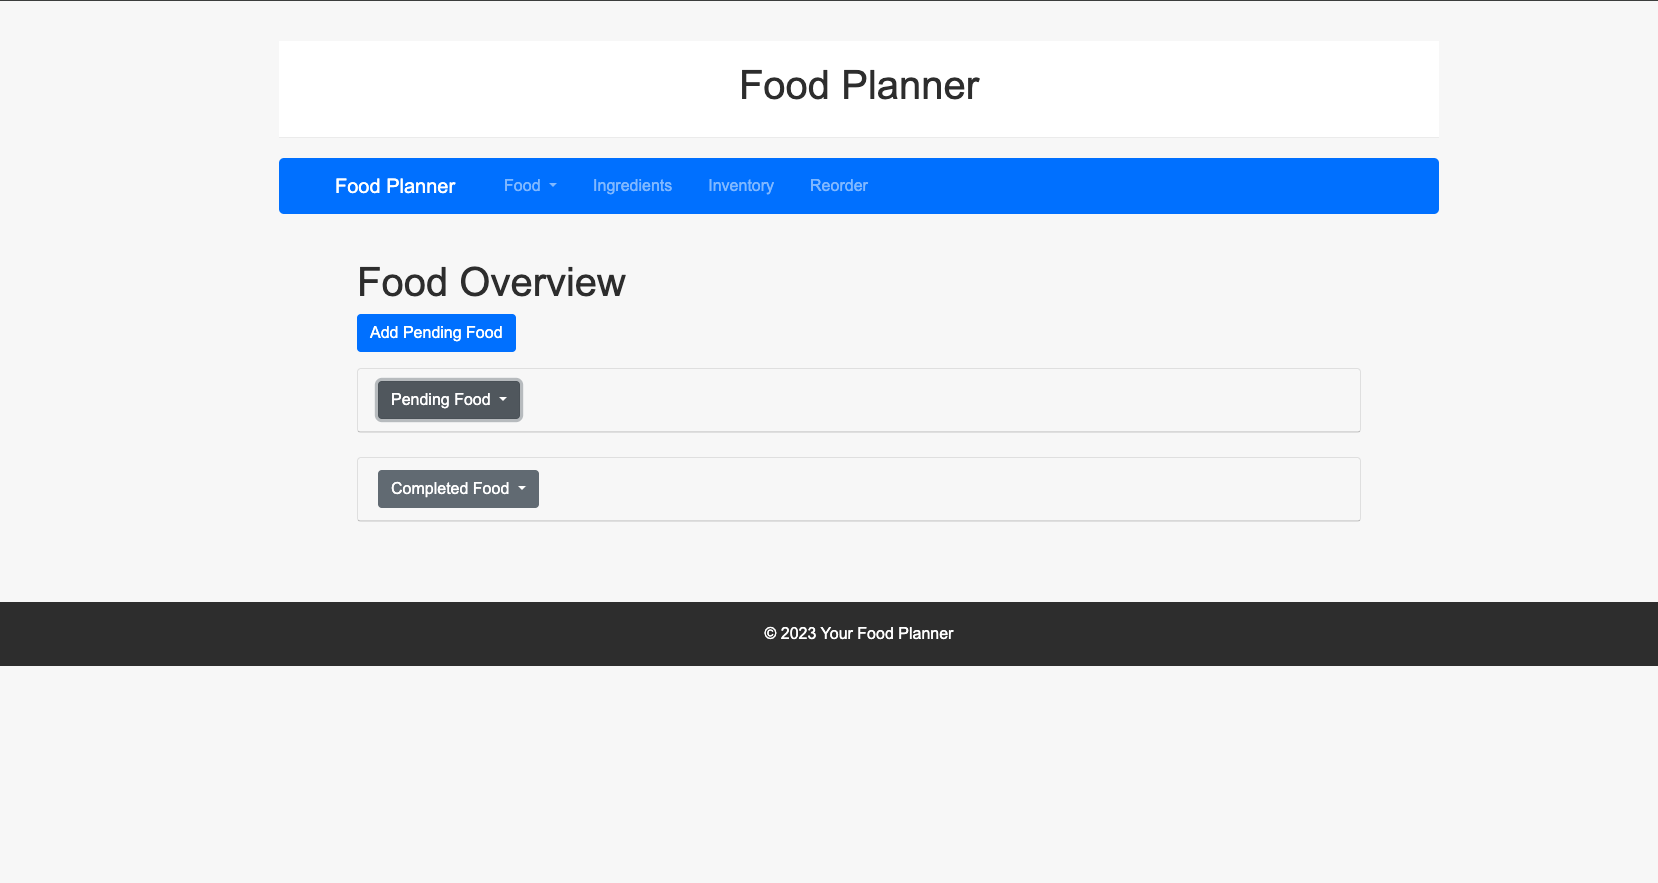 Food Planner
Food Planner Food Ingredients Inventory Reorder
Food Overview
Add Pending Food
Pending Food
Completed Food
© 2023 Your Food Planner